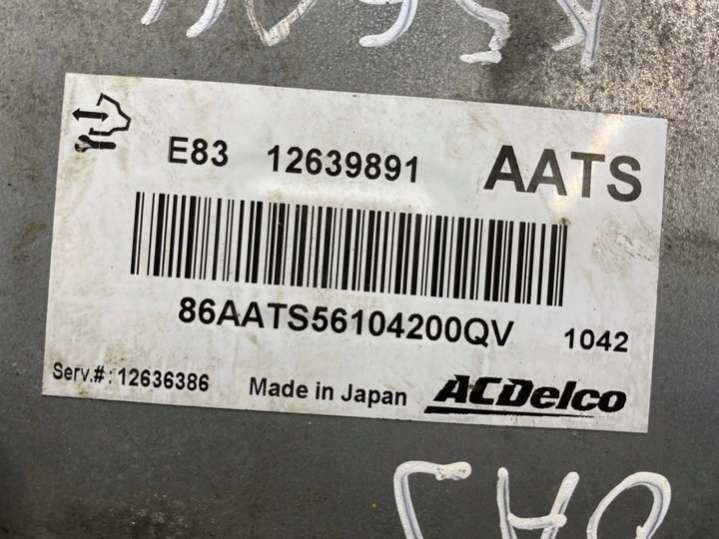 E83 12639891 AATS
86AATS56104200QV 1042
Serv.#: 12636386 Made in Japan ACDelco